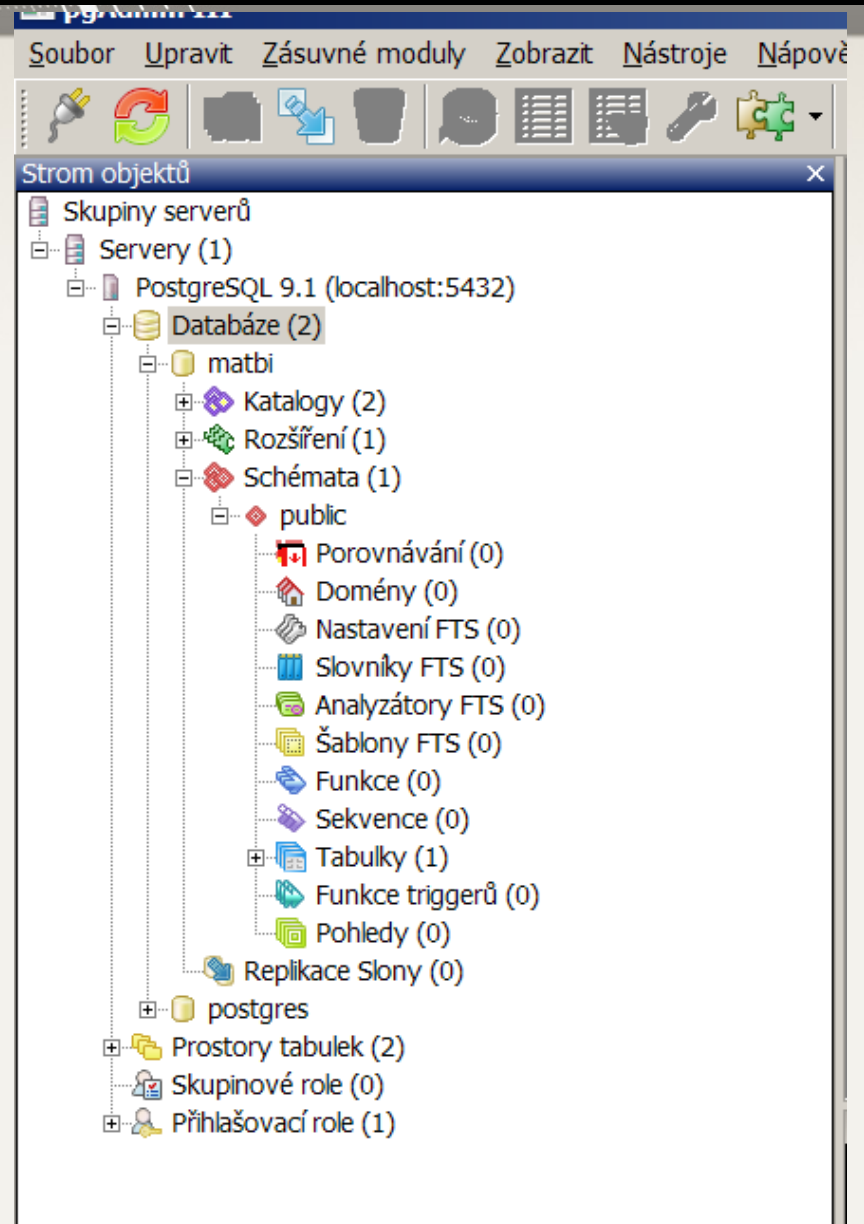 pgAdmin III
Soubor Upravit Zásuvné moduly Zobrazit Nástroje Nápově
Strom objektů
Skupiny serverů
Servery (1)
PostgreSQL 9.1 (localhost:5432)
Databáze (2)
matbi
Katalogy (2)
Rozšíření (1)
Schémata (1)
public
Porovnávání (0)
Domény (0)
Nastavení FTS (0)
Slovníky FTS (0)
Analyzátory FTS (0)
Šablony FTS (0)
Funkce (0)
Sekvence (0)
Tabulky (1)
Funkce triggerů (0)
Pohledy (0)
Replikace Slony (0)
postgres
Prostory tabulek (2)
Skupinové role (0)
Přihlašovací role (1)